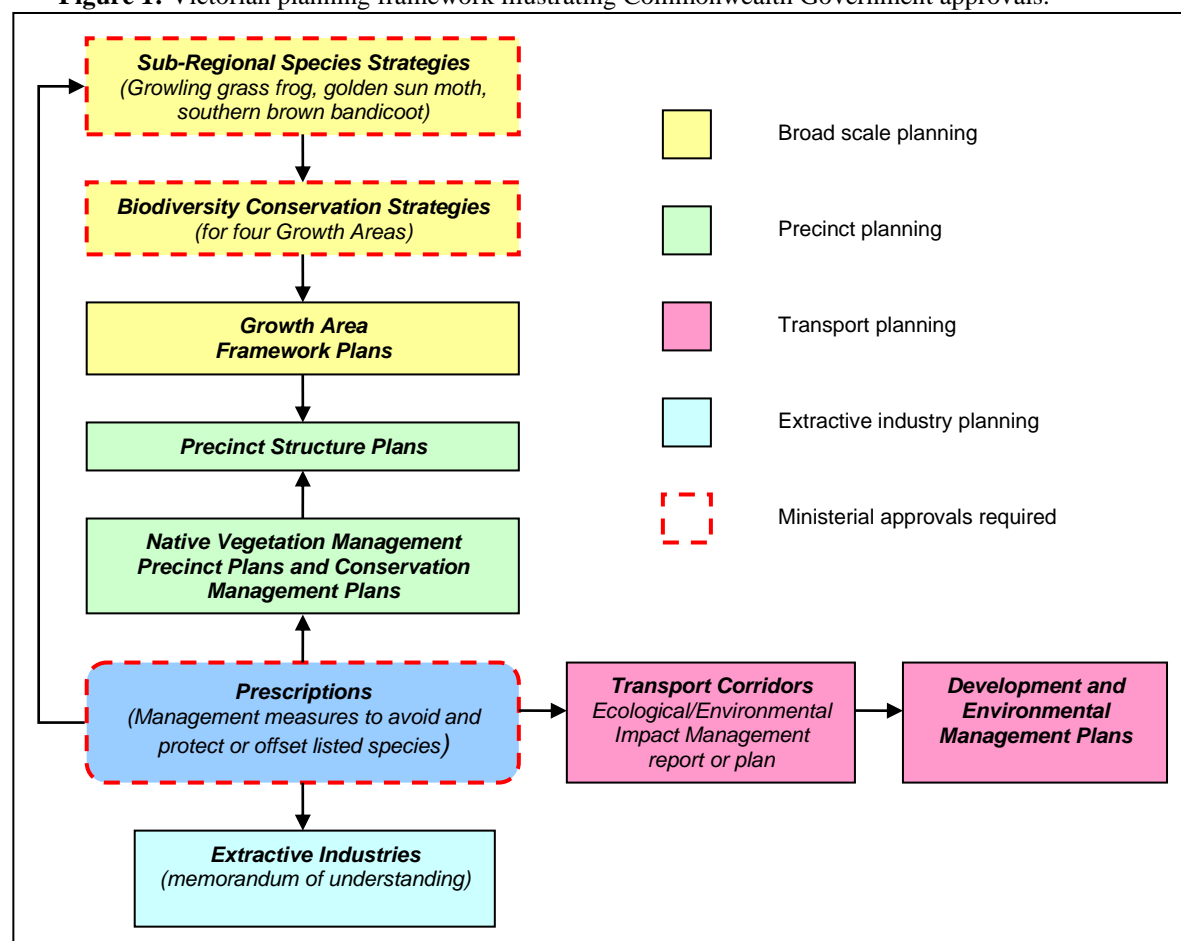 Figure 1: Victorian planning framework illustrating Commonwealth Government approvals.
Sub-Regional Species Strategies
(Growling grass frog, golden sun moth,
southern brown bandicoot)
Biodiversity Conservation Strategies
(for four Growth Areas)
Growth Area
Framework Plans
Precinct Structure Plans
Native Vegetation Management
Precinct Plans and Conservation
Management Plans
Prescriptions
(Management measures to avoid and
protect or offset listed species)
Transport Corridors
Ecological/Environmental
Impact Management
report or plan
Development and
Environmental
Management Plans
Extractive Industries
(memorandum of understanding)
Broad scale planning
Precinct planning
Transport planning
Extractive industry planning
Ministerial approvals required